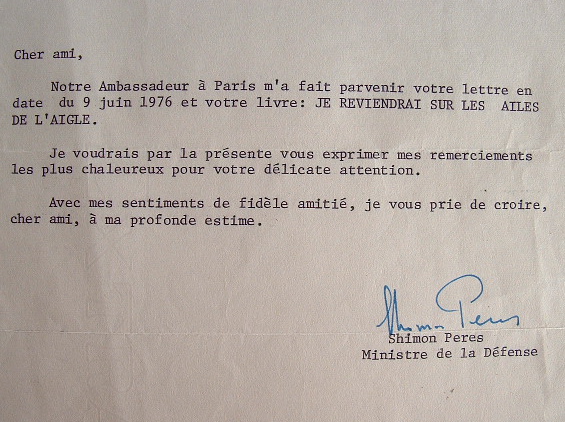 Cher ami,
Notre Ambassadeur à Paris m'a fait parvenir votre lettre en
date du 9 juin 1976 et votre livre: JE REVIENDRAI SUR LES AILES
DE L'AIGLE.
Je voudrais par la présente vous exprimer mes remerciements
les plus chaleureux pour votre délicate attention.
Avec mes sentiments de fidèle amitié, je vous prie de croire,
cher ami, à ma profonde estime.
Shimon Peres
Shimon Peres
Ministre de la Défense